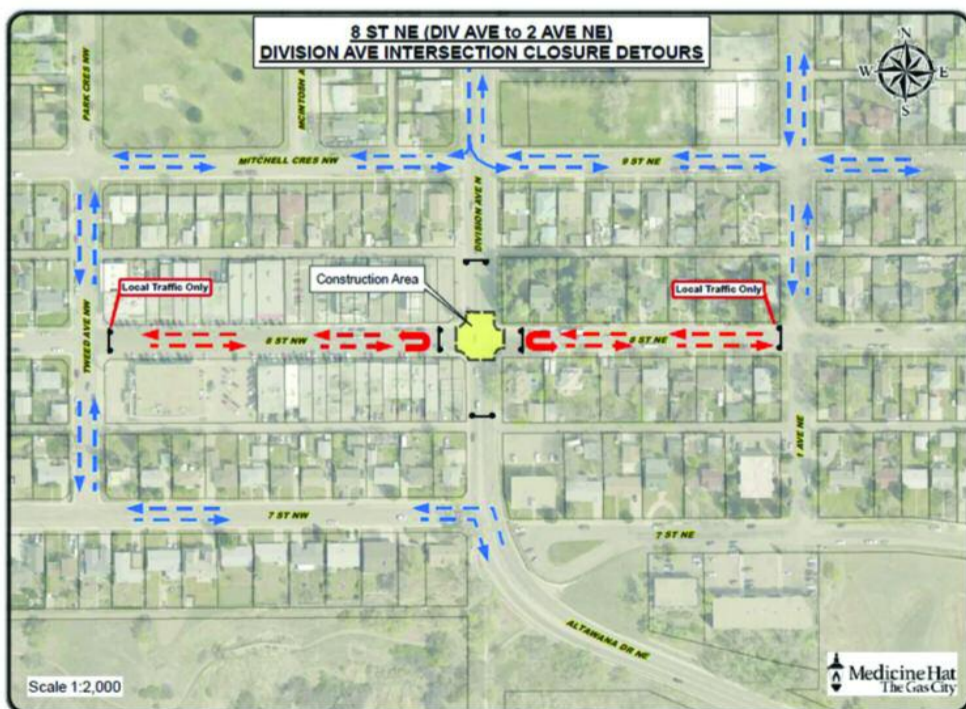 8 ST NE (DIV AVE to 2 AVE NE)
DIVISION AVE INTERSECTION CLOSURE DETOURS
N
W E
S
PARK CRES NW
MCINTOSH A
MITCHELL CRES NW
9 ST NE
DIVISION AVE N
Construction Area
Local Traffic Only
Local Traffic Only
8 ST NW
8 ST NE
TWEED AVE NW
1 AVE NE
7 ST NW
7 ST NE
ALTAWANA DR NE
Scale 1:2,000
Medicine Hat
The Gas City